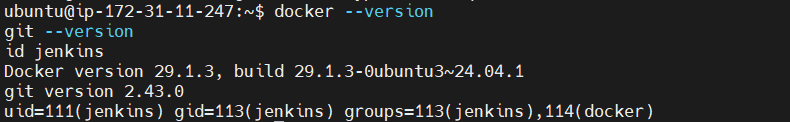 ubuntu@ip-172-31-11-247:~$ docker --version
git --version
id jenkins
Docker version 29.1.3, build 29.1.3-0ubuntu3~24.04.1
git version 2.43.0
uid=111(jenkins) gid=113(jenkins) groups=113(jenkins),114(docker)